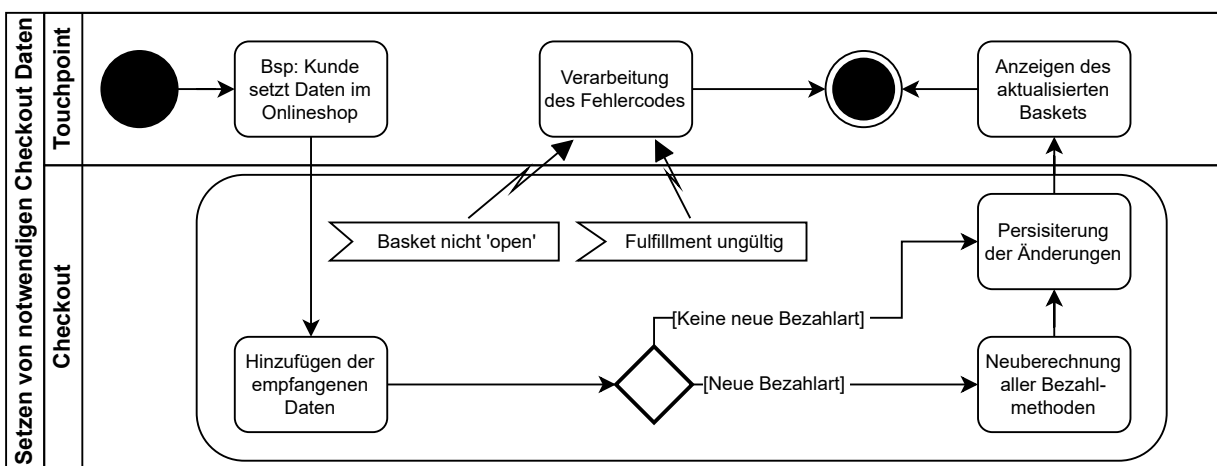 Setzen von notwendigen Checkout Daten
Touchpoint
Bsp: Kunde
setzt Daten im
Onlineshop
Verarbeitung
des Fehlercodes
Anzeigen des
aktualisierten
Baskets
Checkout
Basket nicht 'open'
Fulfillment ungültig
Persisiterung
der Änderungen
[Keine neue Bezahlart]
Hinzufügen der
empfangenen
Daten
[Neue Bezahlart]
Neuberechnung
aller Bezahl-
methoden